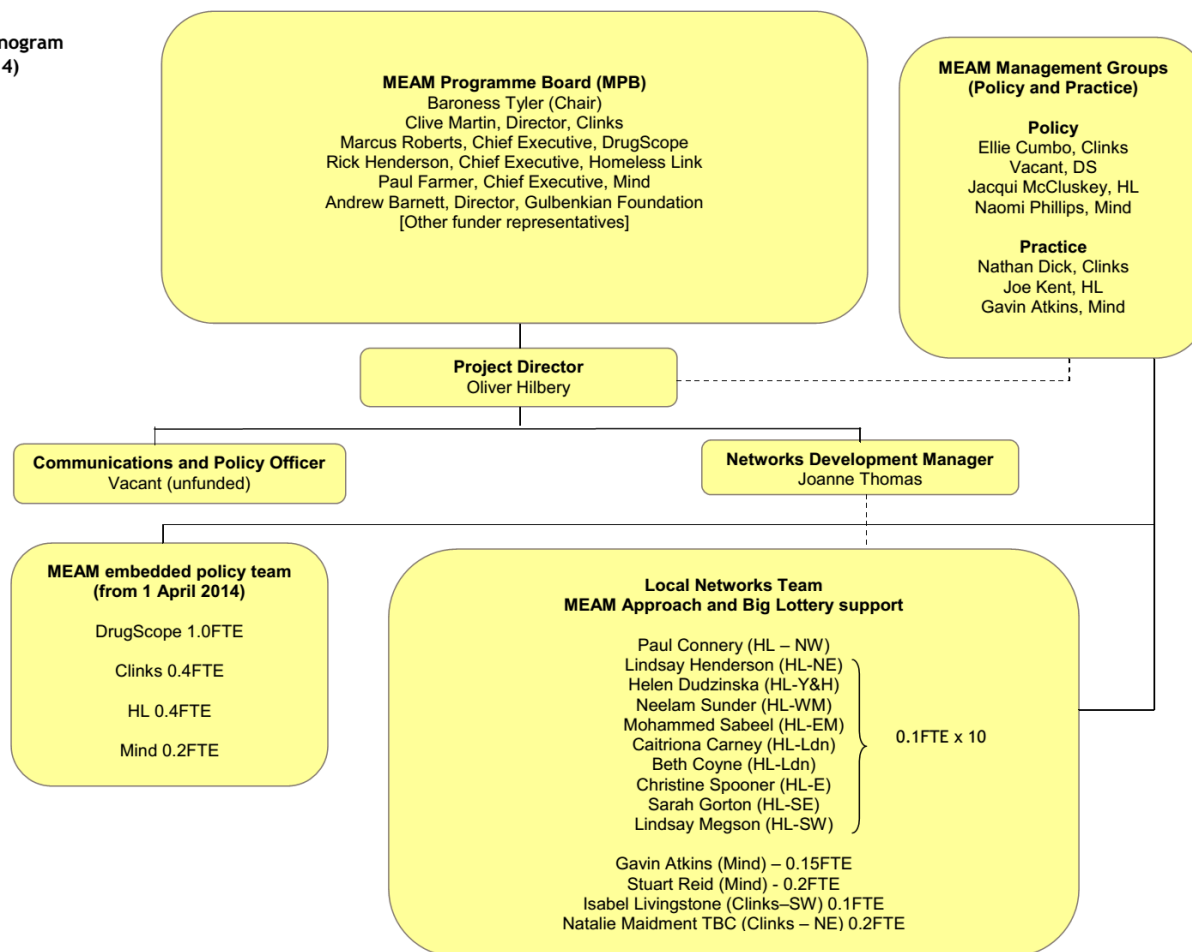 nogram
4)
MEAM Programme Board (MPB)
Baroness Tyler (Chair)
Clive Martin, Director, Clinks
Marcus Roberts, Chief Executive, DrugScope
Rick Henderson, Chief Executive, Homeless Link
Paul Farmer, Chief Executive, Mind
Andrew Barnett, Director, Gulbenkian Foundation
[Other funder representatives]
MEAM Management Groups
(Policy and Practice)
Policy
Ellie Cumbo, Clinks
Vacant, DS
Jacqui McCluskey, HL
Naomi Phillips, Mind
Practice
Nathan Dick, Clinks
Joe Kent, HL
Gavin Atkins, Mind
Project Director
Oliver Hilbery
Communications and Policy Officer
Vacant (unfunded)
Networks Development Manager
Joanne Thomas
MEAM embedded policy team
(from 1 April 2014)
DrugScope 1.0FTE
Clinks 0.4FTE
HL 0.4FTE
Mind 0.2FTE
Local Networks Team
MEAM Approach and Big Lottery support
Paul Connery (HL – NW)
Lindsay Henderson (HL-NE)
Helen Dudzinska (HL-Y&H)
Neelam Sunder (HL-WM)
Mohammed Sabeel (HL-EM)
Caitriona Carney (HL-Ldn)
Beth Coyne (HL-Ldn)
Christine Spooner (HL-E)
Sarah Gorton (HL-SE)
Lindsay Megson (HL-SW)
0.1FTE x 10
Gavin Atkins (Mind) – 0.15FTE
Stuart Reid (Mind) - 0.2FTE
Isabel Livingstone (Clinks–SW) 0.1FTE
Natalie Maidment TBC (Clinks – NE) 0.2FTE